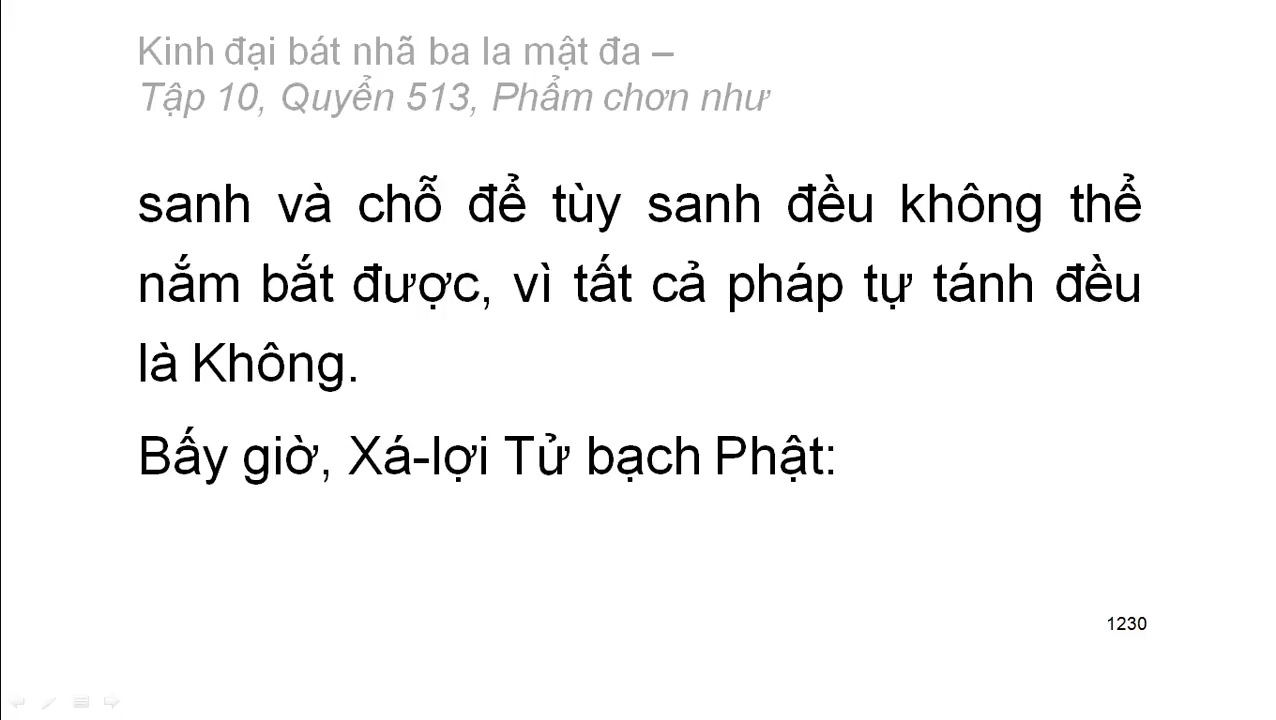 Kinh đại bát nhã ba la mật đa –
Tập 10, Quyển 513, Phẩm chơn như
sanh và chỗ để tùy sanh đều không thể
nắm bắt được, vì tất cả pháp tự tánh đều
là Không.
Bấy giờ, Xá-lợi Tử bạch Phật:
1230